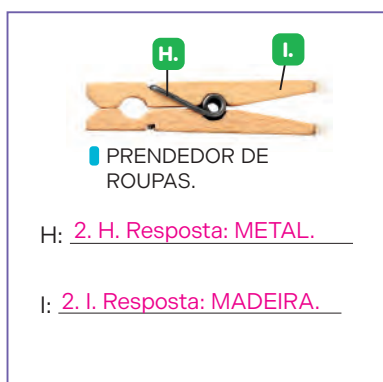 H. I.
PRENDEDOR DE
ROUPAS.
H: 2. H. Resposta: METAL.
I: 2. I. Resposta: MADEIRA.